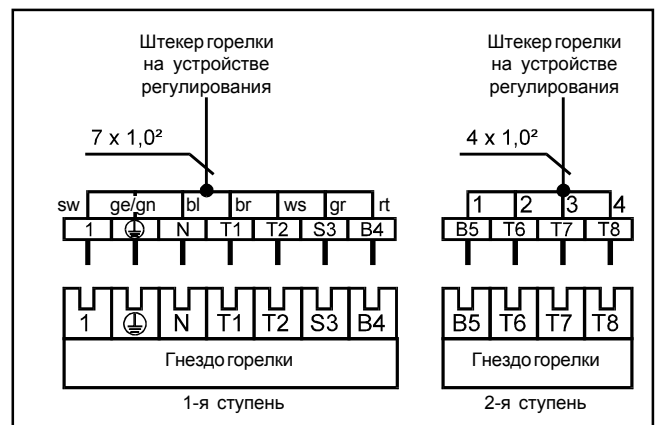 Штекер горелки
на устройстве
регулирования
7 x 1,0²
sw ge/gn bl br ws gr rt
1 N T1 T2 S3 B4
1 N T1 T2 S3 B4
Гнездо горелки
1-я ступень
Штекер горелки
на устройстве
регулирования
4 x 1,0²
1 2 3 4
B5 T6 T7 T8
B5 T6 T7 T8
Гнездо горелки
2-я ступень